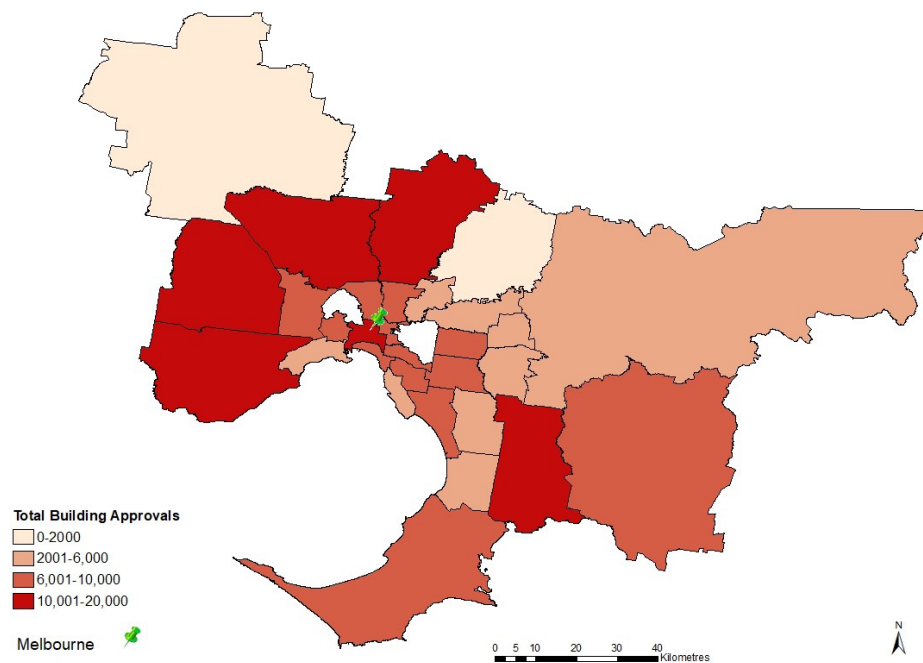 Total Building Approvals
0-2000
2001-6,000
6,001-10,000
10,001-20,000
Melbourne
N
0 5 10 20 30 40
Kilometres